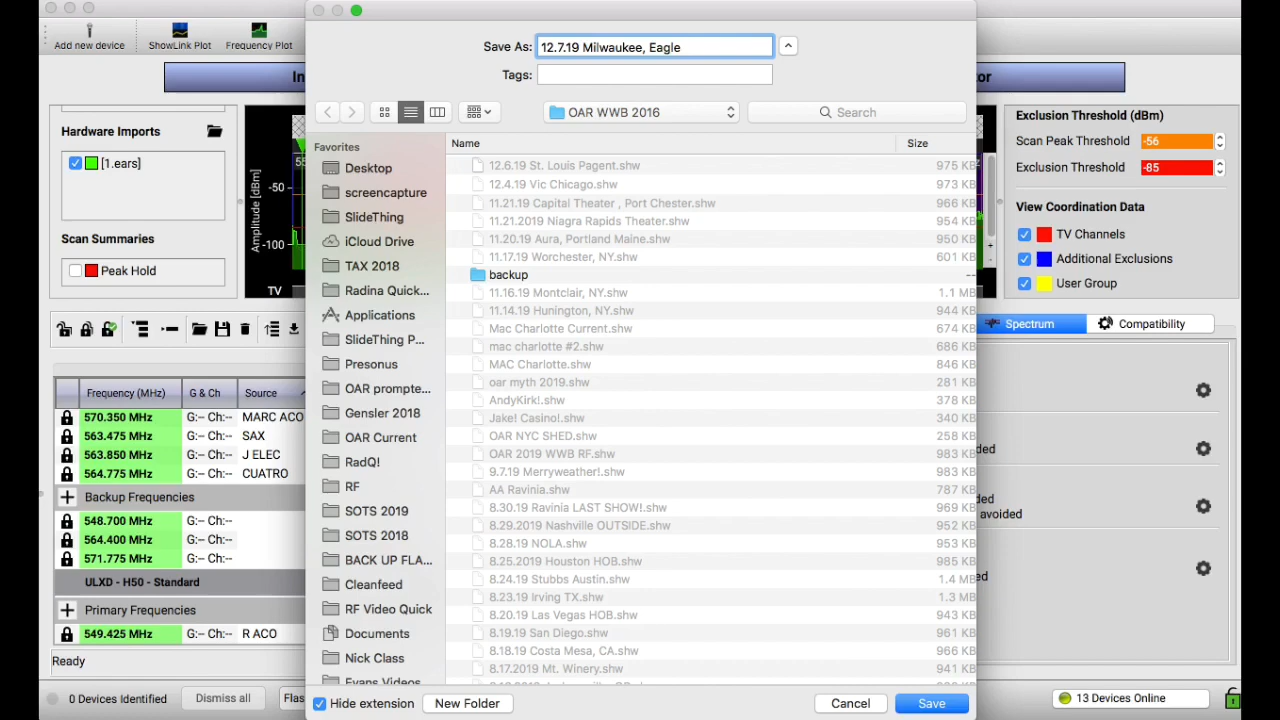 Save As: 12.7.19 Milwaukee, Eagle
Tags:
Add new device
ShowLink Plot
Frequency Plot
OAR WWB 2016
Search
Hardware Imports
[1.ears]
Scan Summaries
Peak Hold
Amplitude [dBm]
-50
-100
TV
Exclusion Threshold (dBm)
Scan Peak Threshold -56
Exclusion Threshold -85
View Coordination Data
TV Channels
Additional Exclusions
User Group
Spectrum
Compatibility
Favorites
Desktop
screencapture
SlideThing
iCloud Drive
TAX 2018
Radina Quick...
Applications
SlideThing P...
Presonus
OAR prompte...
Gensler 2018
OAR Current
RadQ!
RF
SOTS 2019
SOTS 2018
BACK UP FLA...
Cleanfeed
RF Video Quick
Documents
Nick Class
Evans Videos
Name Size
12.6.19 St. Louis Pagent.shw 975 KB
12.4.19 Vic Chicago.shw 973 KB
11.21.19 Capital Theater , Port Chester.shw 966 KB
11.21.2019 Niagra Rapids Theater.shw 954 KB
11.20.19 Aura, Portland Maine.shw 950 KB
11.17.19 Worchester, NY.shw 601 KB
backup --
11.16.19 Montclair, NY.shw 1.1 MB
11.14.19 Hunington, NY.shw 944 KB
Mac Charlotte Current.shw 674 KB
mac charlotte #2.shw 686 KB
MAC Charlotte.shw 364 KB
oar myth 2019.shw 281 KB
AndyKirk!.shw 378 KB
Jake! Casino!.shw 340 KB
OAR NYC SHED.shw 258 KB
OAR 2019 WWB RF.shw 983 KB
9.7.19 Merryweather!.shw 983 KB
AA Ravinia.shw 787 KB
8.30.19 Ravinia LAST SHOW!.shw 969 KB
8.29.2019 Nashville OUTSIDE.shw 952 KB
8.28.19 NOLA.shw 953 KB
8.25.2019 Houston HOB.shw 985 KB
8.24.19 Stubbs Austin.shw 1.4 MB
8.23.19 Irving TX.shw 1.3 MB
8.20.19 Las Vegas HOB.shw 943 KB
8.19.19 San Diego.shw 966 KB
8.18.19 Costa Mesa, CA.shw 966 KB
8.17.2019 Mt. Winery.shw 941 KB
Frequency (MHz) G & Ch Source
570.350 MHz G:-- Ch:-- MARC ACO
563.475 MHz G:-- Ch:-- SAX
563.850 MHz G:-- Ch:-- J ELEC
564.775 MHz G:-- Ch:-- CUATRO
Backup Frequencies
548.700 MHz G:-- Ch:--
564.400 MHz G:-- Ch:--
571.775 MHz G:-- Ch:--
ULXD - H50 - Standard
Primary Frequencies
549.425 MHz G:-- Ch:-- R ACO
Ready
avoided
0 Devices Identified
Dismiss all
Flas
Hide extension
New Folder
Cancel
Save
13 Devices Online